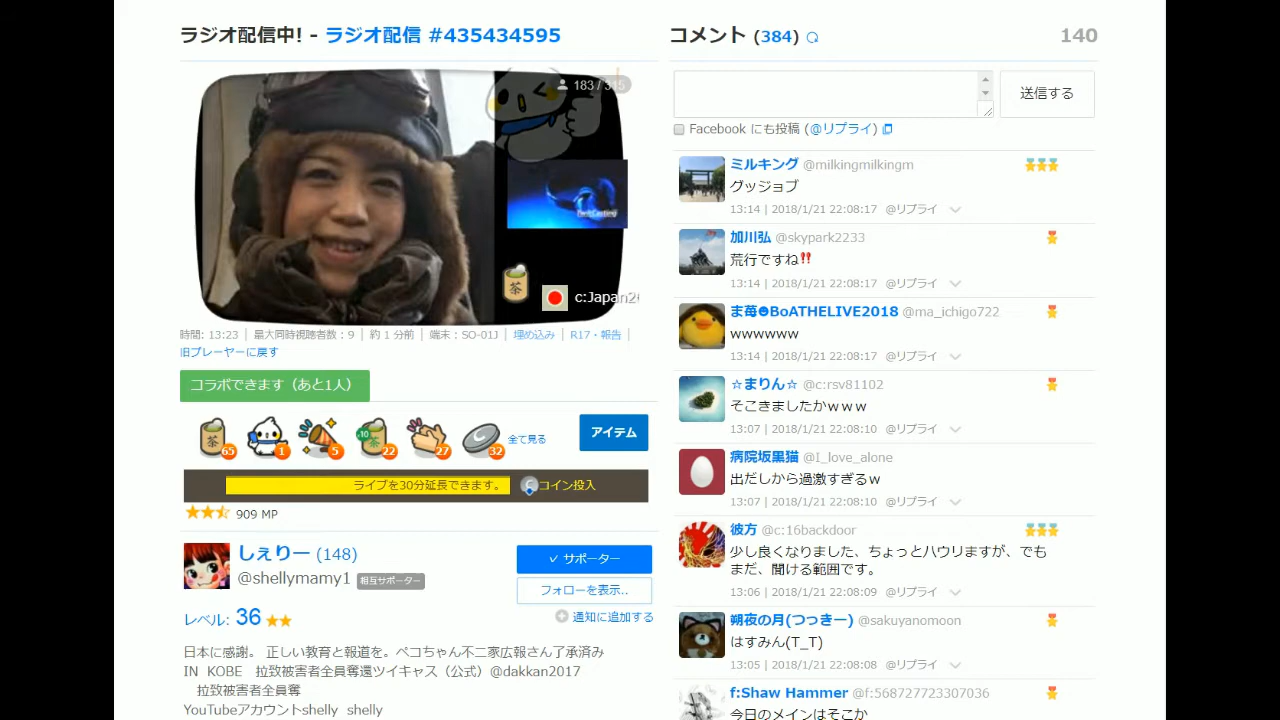 ラジオ配信中! - ラジオ配信 #435434595
183 / 315
茶
c:Japan2
時間: 13:23 | 最大同時視聴者数 : 9 | 約 1 分前 | 端末 : SO-01J | 埋め込み | R17・報告 |
旧プレーヤーに戻す
コラボできます（あと1人）
茶 65 1 5 +10 茶 22 27 32 全て見る
アイテム
ライブを30分延長できます。 C コイン投入
909 MP
しぇりー (148)
@shellymamy1 相互サポーター
✓ サポーター
フォローを表示..
レベル: 36
通知に追加する
日本に感謝。 正しい教育と報道を。ペコちゃん不二家広報さん了承済み
IN KOBE 拉致被害者全員奪還ツイキャス（公式）@dakkan2017
拉致被害者全員奪
YouTubeアカウントshelly shelly
コメント (384)
140
送信する
Facebook にも投稿 (@リプライ)
ミルキング @milkingmilkingm
グッジョブ
13:14 | 2018/1/21 22:08:17 @リプライ
加川弘 @skypark2233
荒行ですね‼
13:14 | 2018/1/21 22:08:17 @リプライ
ま苺☻BoATHELIVE2018 @ma_ichigo722
wwwwww
13:14 | 2018/1/21 22:08:17 @リプライ
☆まりん☆ @c:rsv81102
そこきましたかｗｗｗ
13:07 | 2018/1/21 22:08:10 @リプライ
病院坂黒猫 @I_love_alone
出だしから過激すぎるw
13:07 | 2018/1/21 22:08:10 @リプライ
彼方 @c:16backdoor
少し良くなりました、ちょっとハウリますが、でも
まだ、聞ける範囲です。
13:06 | 2018/1/21 22:08:09 @リプライ
朔夜の月(つっきー) @sakuyanomoon
はすみん(T_T)
13:05 | 2018/1/21 22:08:08 @リプライ
f:Shaw Hammer @f:568727723307036
今日のメインはそこか